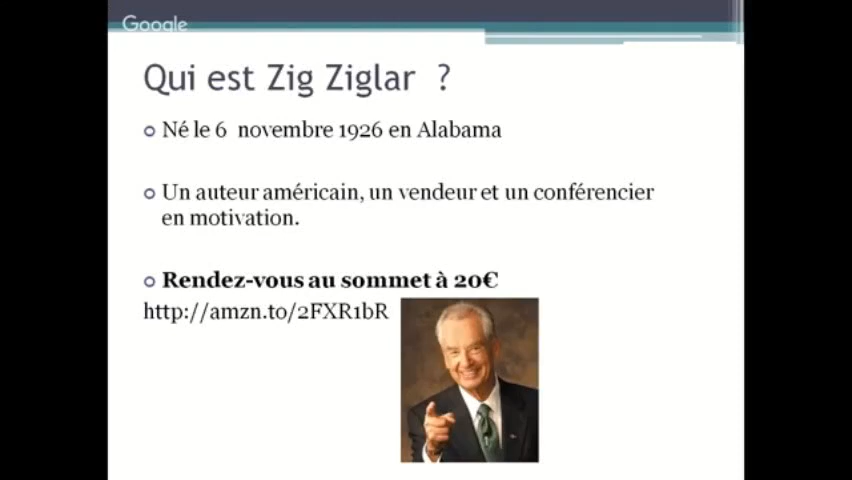 Google
Qui est Zig Ziglar ?
Né le 6 novembre 1926 en Alabama
Un auteur américain, un vendeur et un conférencier
en motivation.
Rendez-vous au sommet à 20€
http://amzn.to/2FXR1bR